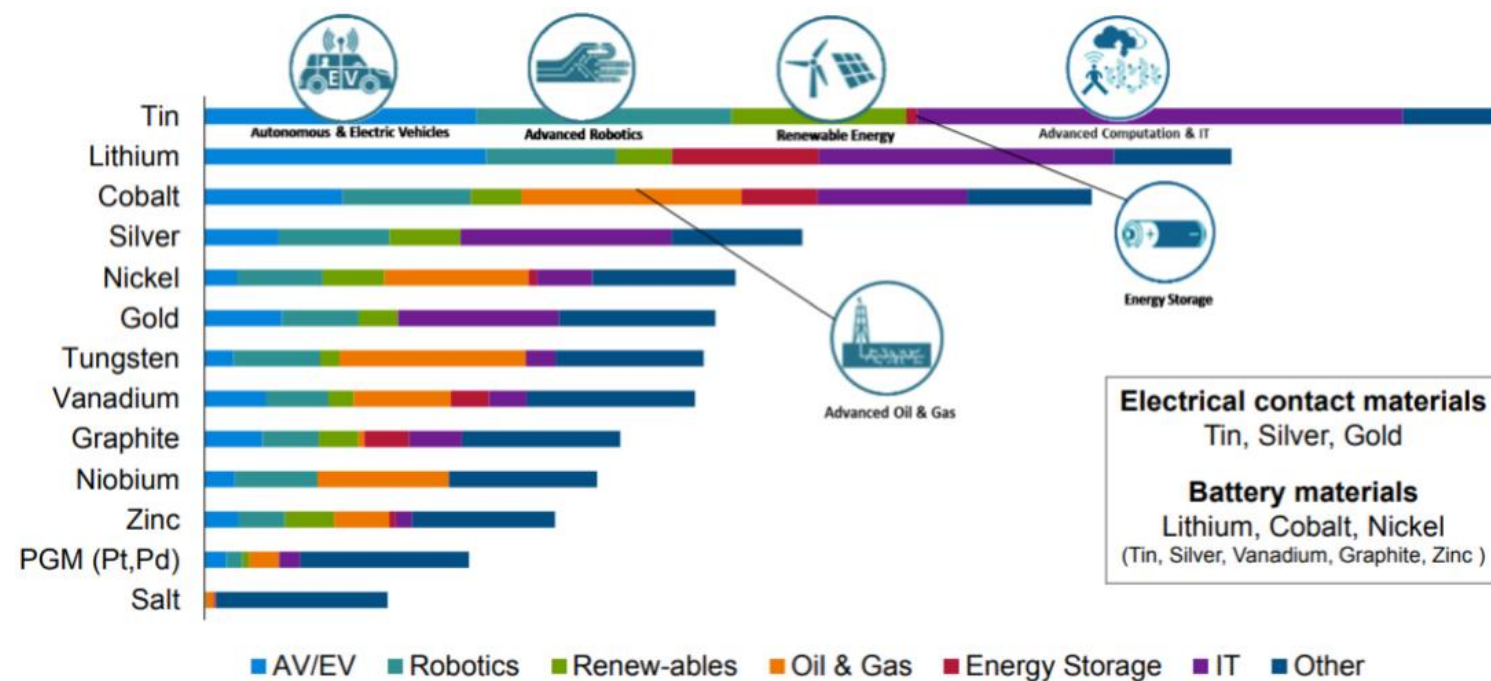 EV
Autonomous & Electric Vehicles
Advanced Robotics
Renewable Energy
Advanced Computation & IT
Tin
Lithium
Cobalt
Silver
Nickel
Gold
Tungsten
Vanadium
Graphite
Niobium
Zinc
PGM (Pt,Pd)
Salt
Energy Storage
Advanced Oil & Gas
Electrical contact materials
Tin, Silver, Gold
Battery materials
Lithium, Cobalt, Nickel
(Tin, Silver, Vanadium, Graphite, Zinc )
AV/EV
Robotics
Renew-ables
Oil & Gas
Energy Storage
IT
Other